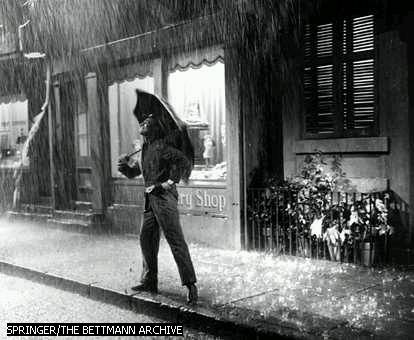 ry Shop
SPRINGER/THE BETTMANN ARCHIVE